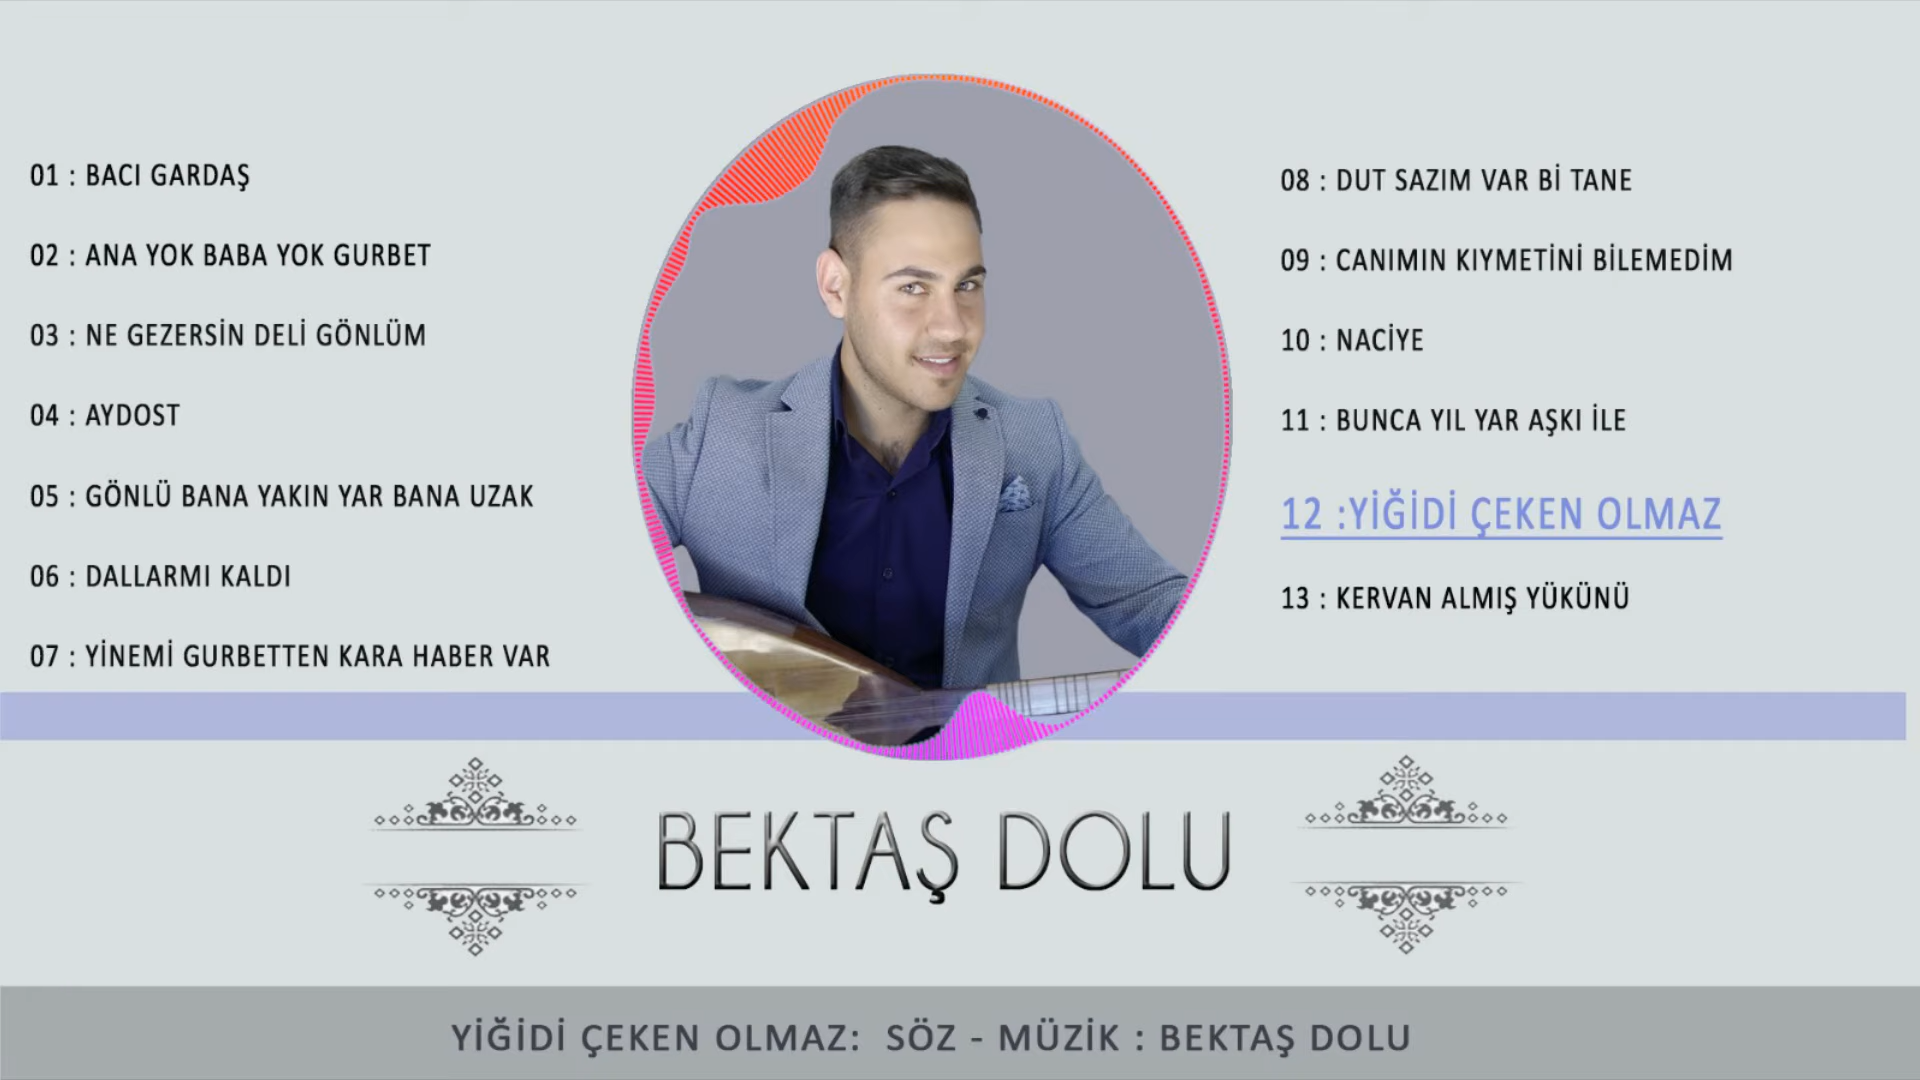 01 : BACI GARDAŞ
02 : ANA YOK BABA YOK GURBET
03 : NE GEZERSİN DELİ GÖNLÜM
04 : AYDOST
05 : GÖNLÜ BANA YAKIN YAR BANA UZAK
06 : DALLARMI KALDI
07 : YİNEMİ GURBETTEN KARA HABER VAR
08 : DUT SAZIM VAR Bİ TANE
09 : CANIMIN KIYMETİNİ BİLEMEDİM
10 : NACİYE
11 : BUNCA YIL YAR AŞKI İLE
12 :YİĞİDİ ÇEKEN OLMAZ
13 : KERVAN ALMIŞ YÜKÜNÜ
BEKTAŞ DOLU
YİĞİDİ ÇEKEN OLMAZ: SÖZ - MÜZİK : BEKTAŞ DOLU